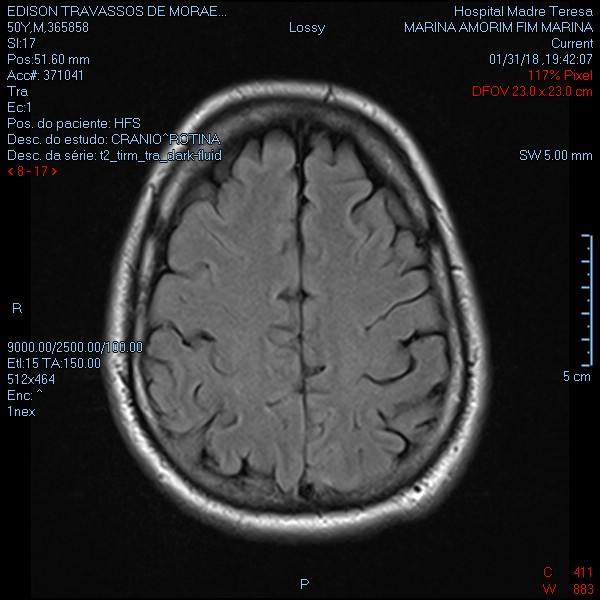 EDISON TRAVASSOS DE MORAE...
50Y,M,365858
Sl:17
Pos:51.60 mm
Acc#: 371041
Tra
Ec:1
Pos. do paciente: HFS
Desc. do estudo: CRANIO^ROTINA
Desc. da série: t2_tirm_tra_dark-fluid
< 8 - 17 >
Lossy
Hospital Madre Teresa
MARINA AMORIM FIM MARINA
Current
01/31/18 ,19:42:07
117% Pixel
DFOV 23.0 x 23.0 cm
SW 5.00 mm
R
9000.00/2500.00/100.00
Etl:15 TA:150.00
512x464
Enc: ^
1nex
5 cm
P
C 411
W 883